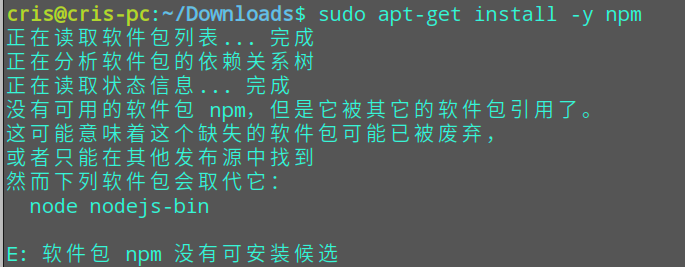 cris@cris-pc:~/Downloads$ sudo apt-get install -y npm
正在读取软件包列表... 完成
正在分析软件包的依赖关系树
正在读取状态信息... 完成
没有可用的软件包 npm，但是它被其它的软件包引用了。
这可能意味着这个缺失的软件包可能已被废弃，
或者只能在其他发布源中找到
然而下列软件包会取代它：
  node nodejs-bin
E: 软件包 npm 没有可安装候选